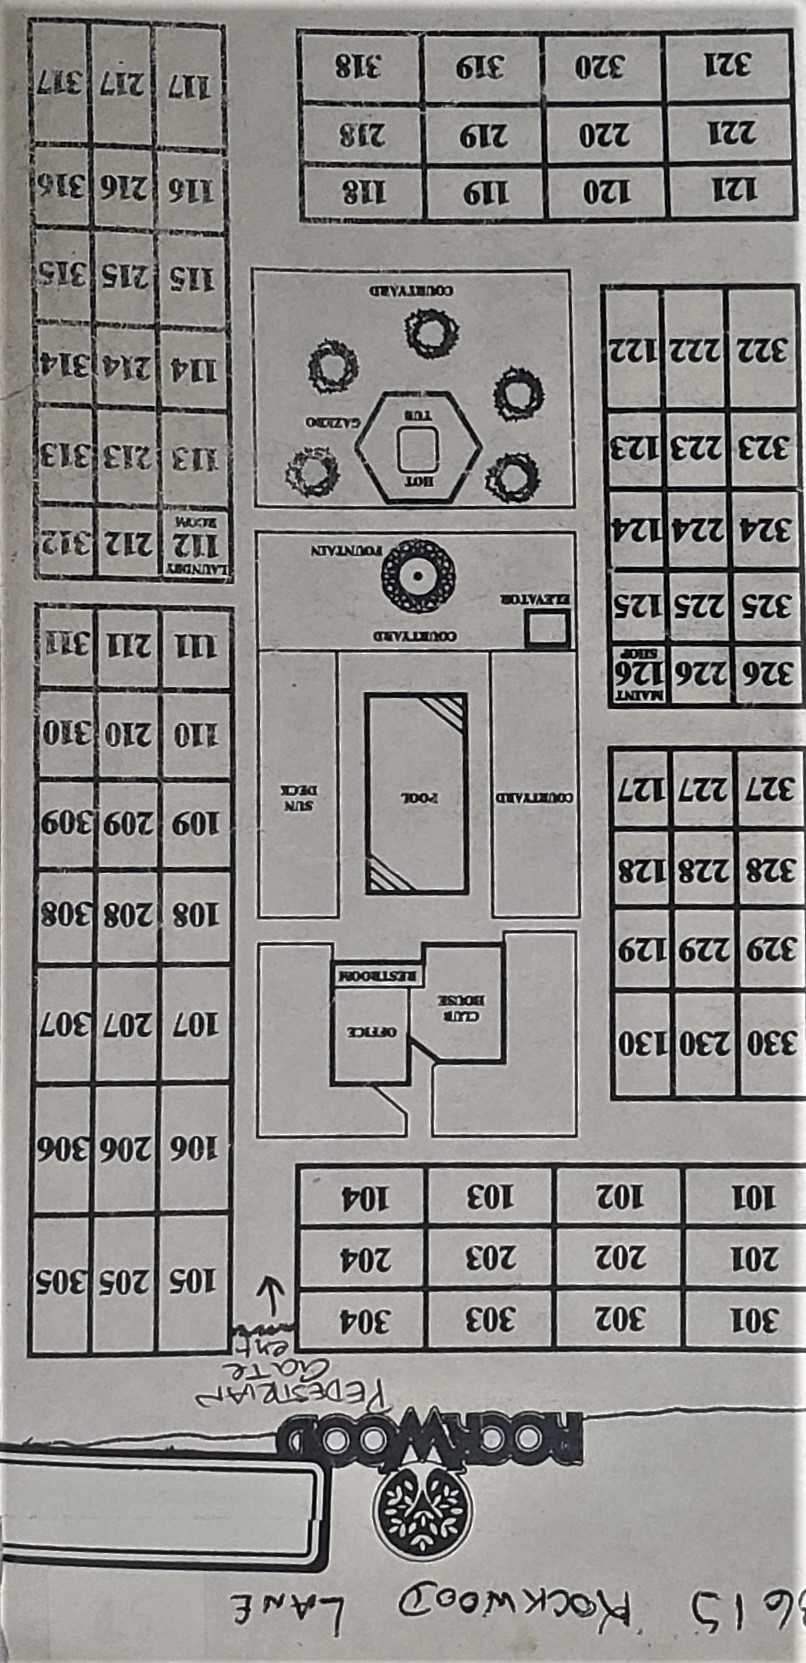 3615 ROCKWOOD LANE
ROCKWOOD
PEDESTRIAN
GATE
ent
301 302 303 304
201 202 203 204
101 102 103 104
105 205 305
106 206 306
107 207 307
108 208 308
109 209 309
110 210 310
111 211 311
OFFICE
CLUB
HOUSE
RESTROOM
330 230 130
329 229 129
328 228 128
327 227 127
COURTYARD
POOL
SUN
DECK
COURTYARD
ELEVATOR
FOUNTAIN
MAINT
326 226 126
SHOP
325 225 125
324 224 124
323 223 123
322 222 122
LAUNDRY
112 212 312
ROOM
113 213 313
114 214 314
115 215 315
116 216 316
117 217 317
HOT
TUB
GAZEBO
COURTYARD
121 120 119 118
221 220 219 218
321 320 319 318